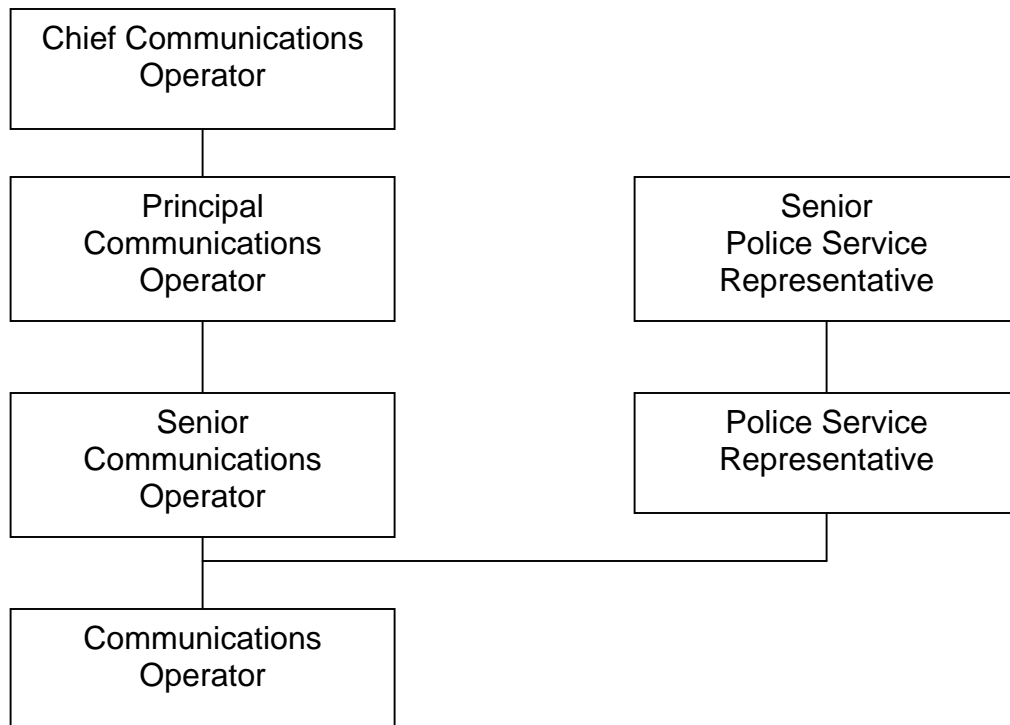 Chief Communications
Operator
Principal
Communications
Operator
Senior
Police Service
Representative
Senior
Communications
Operator
Police Service
Representative
Communications
Operator